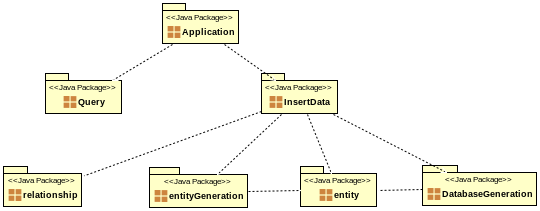 <<Java Package>>
Application
<<Java Package>>
Query
<<Java Package>>
InsertData
<<Java Package>>
relationship
<<Java Package>>
entityGeneration
<<Java Package>>
entity
<<Java Package>>
DatabaseGeneration